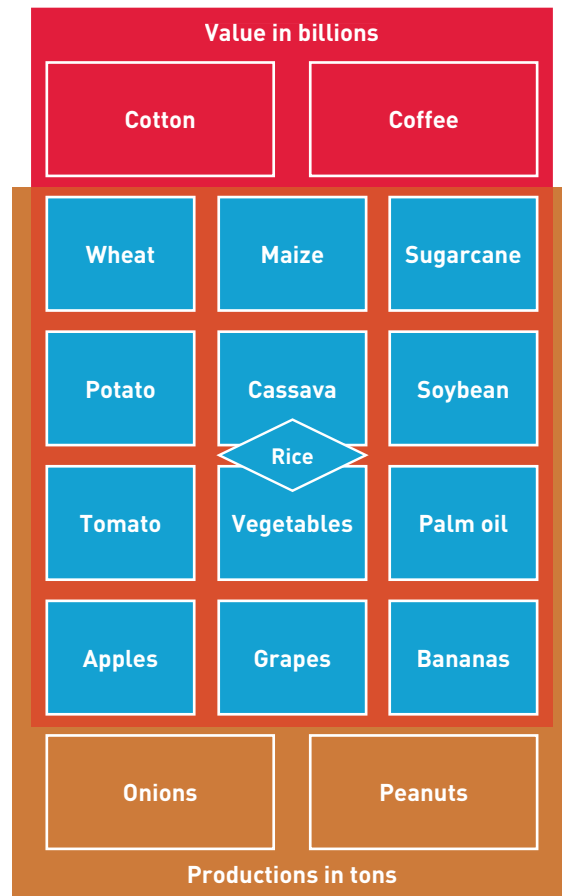 Value in billions
Cotton
Coffee
Wheat
Maize
Sugarcane
Potato
Cassava
Soybean
Rice
Tomato
Vegetables
Palm oil
Apples
Grapes
Bananas
Onions
Peanuts
Productions in tons